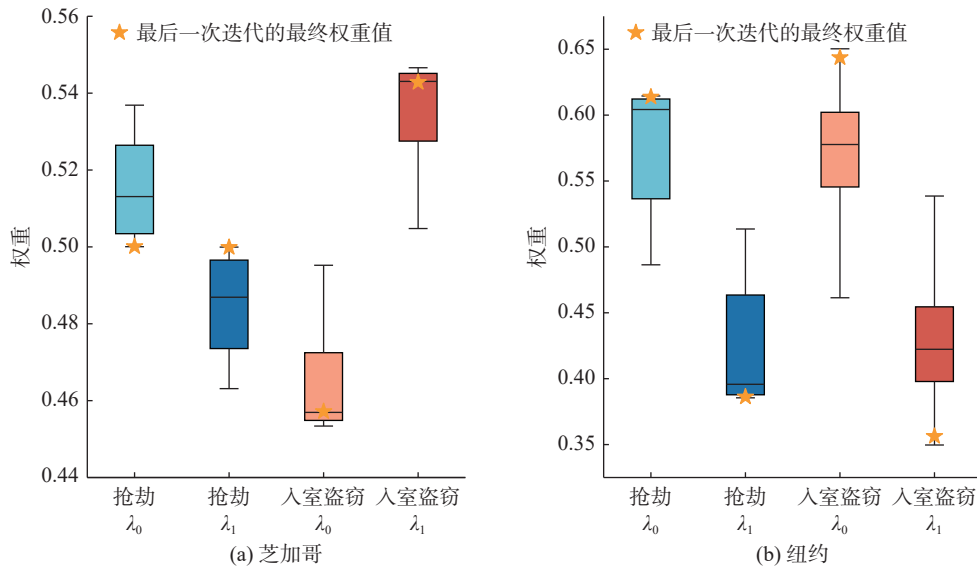 0.56
0.54
0.52
0.50
0.48
0.46
0.44
权重
★ 最后一次迭代的最终权重值
抢劫 抢劫 入室盗窃 入室盗窃
λ0 λ1 λ0 λ1
(a) 芝加哥
0.65
0.60
0.55
0.50
0.45
0.40
0.35
权重
★ 最后一次迭代的最终权重值
抢劫 抢劫 入室盗窃 入室盗窃
λ0 λ1 λ0 λ1
(b) 纽约